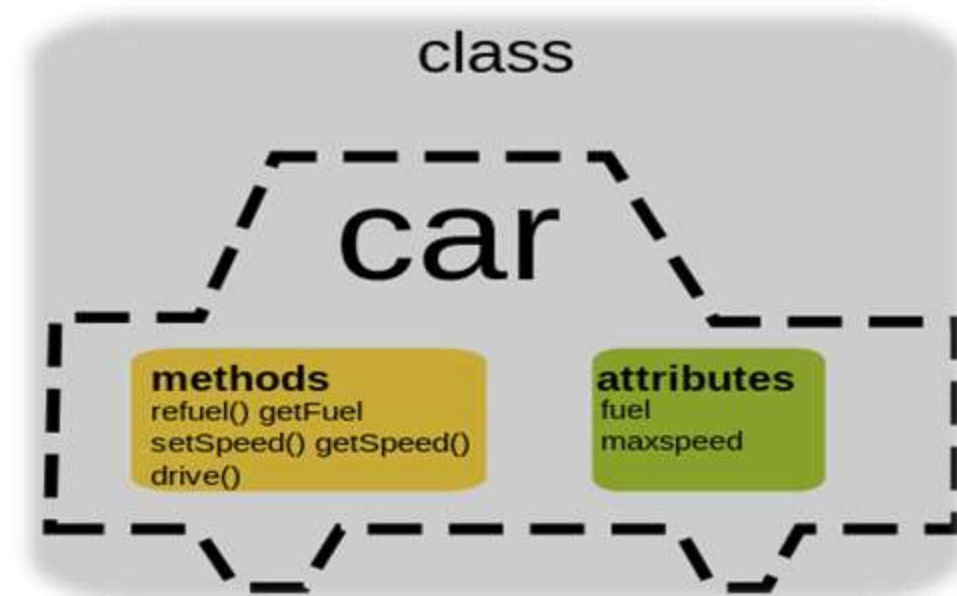 class
car
methods
refuel() getFuel
setSpeed() getSpeed()
drive()
attributes
fuel
maxspeed